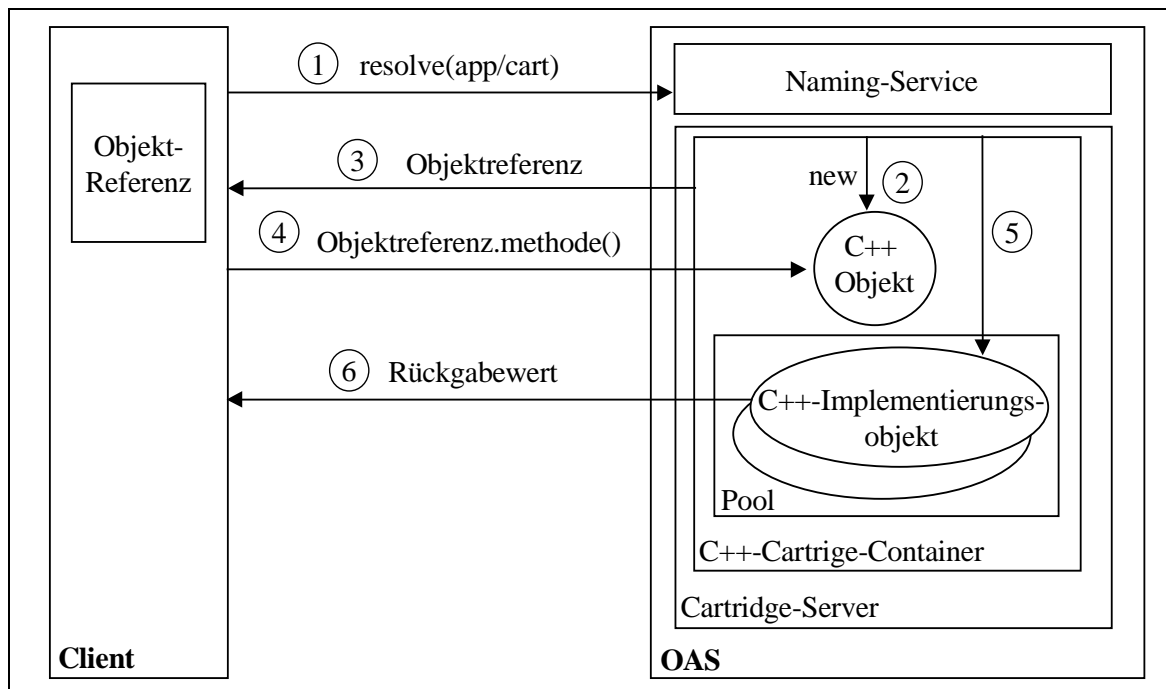 ① resolve(app/cart)
Naming-Service
Objekt-
Referenz
③ Objektreferenz
new ②
④ Objektreferenz.methode()
C++
Objekt
⑤
⑥ Rückgabewert
C++-Implementierungs-
objekt
Pool
C++-Cartrige-Container
Cartridge-Server
Client
OAS